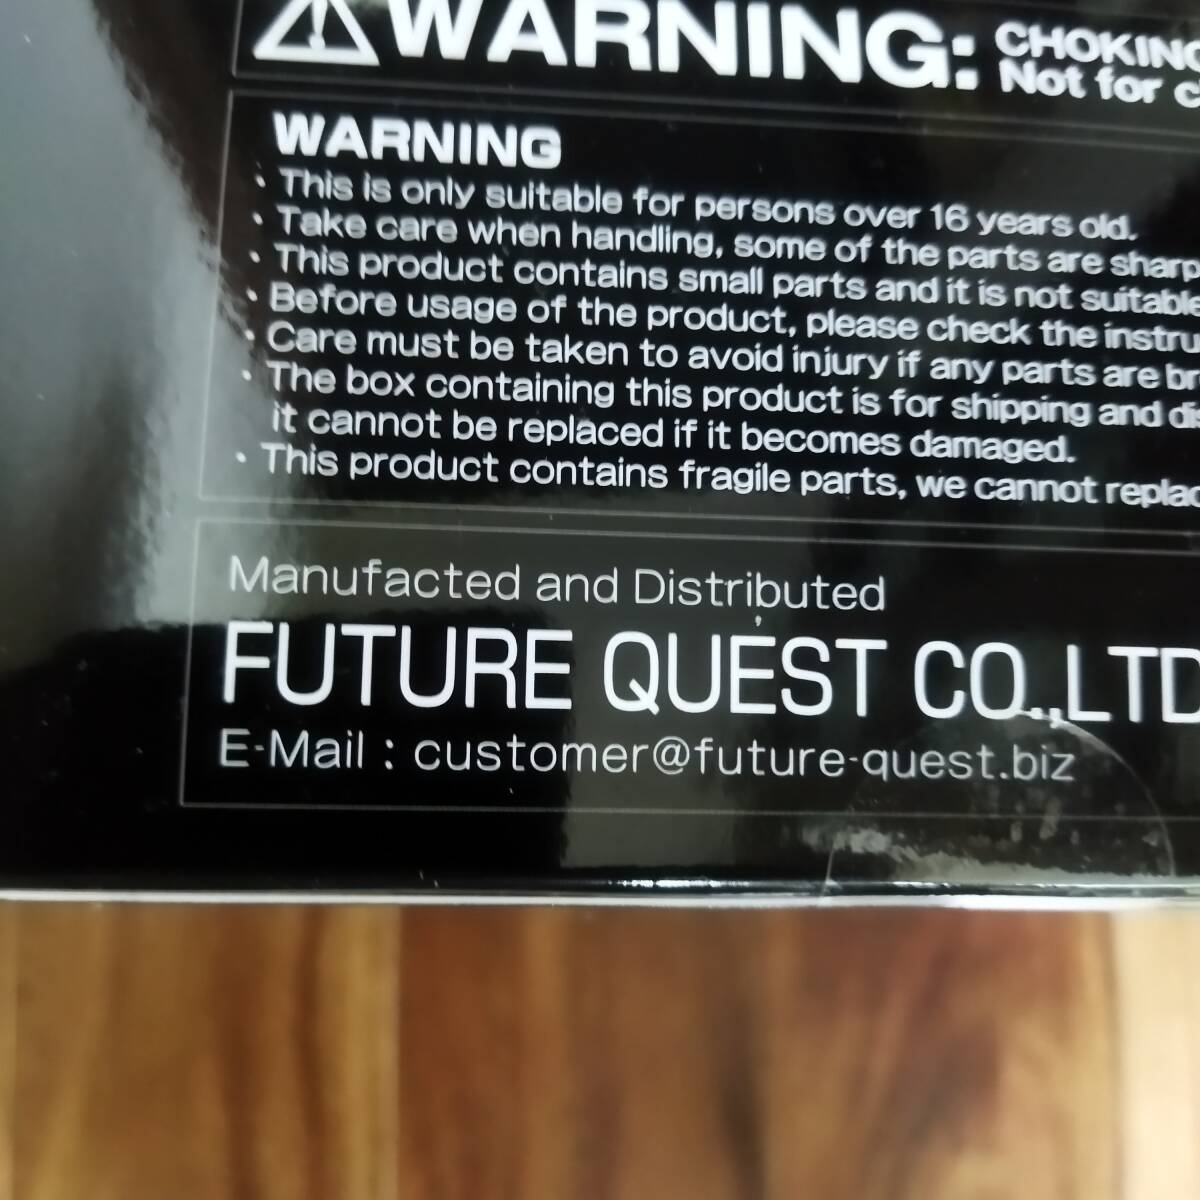 WARNING: CHOKING
Not for
WARNING
· This is only suitable for persons over 16 years old.
· Take care when handling, some of the parts are sharp
· This product contains small parts and it is not suitable
· Before usage of the product, please check the
· Care must be taken to avoid injury if any parts are
· The box containing this product is for shipping and
it cannot be replaced if it becomes damaged.
· This product contains fragile parts, we cannot
Manufacted and Distributed
FUTURE QUEST CO.,LTD
E-Mail : customer@future-quest.biz